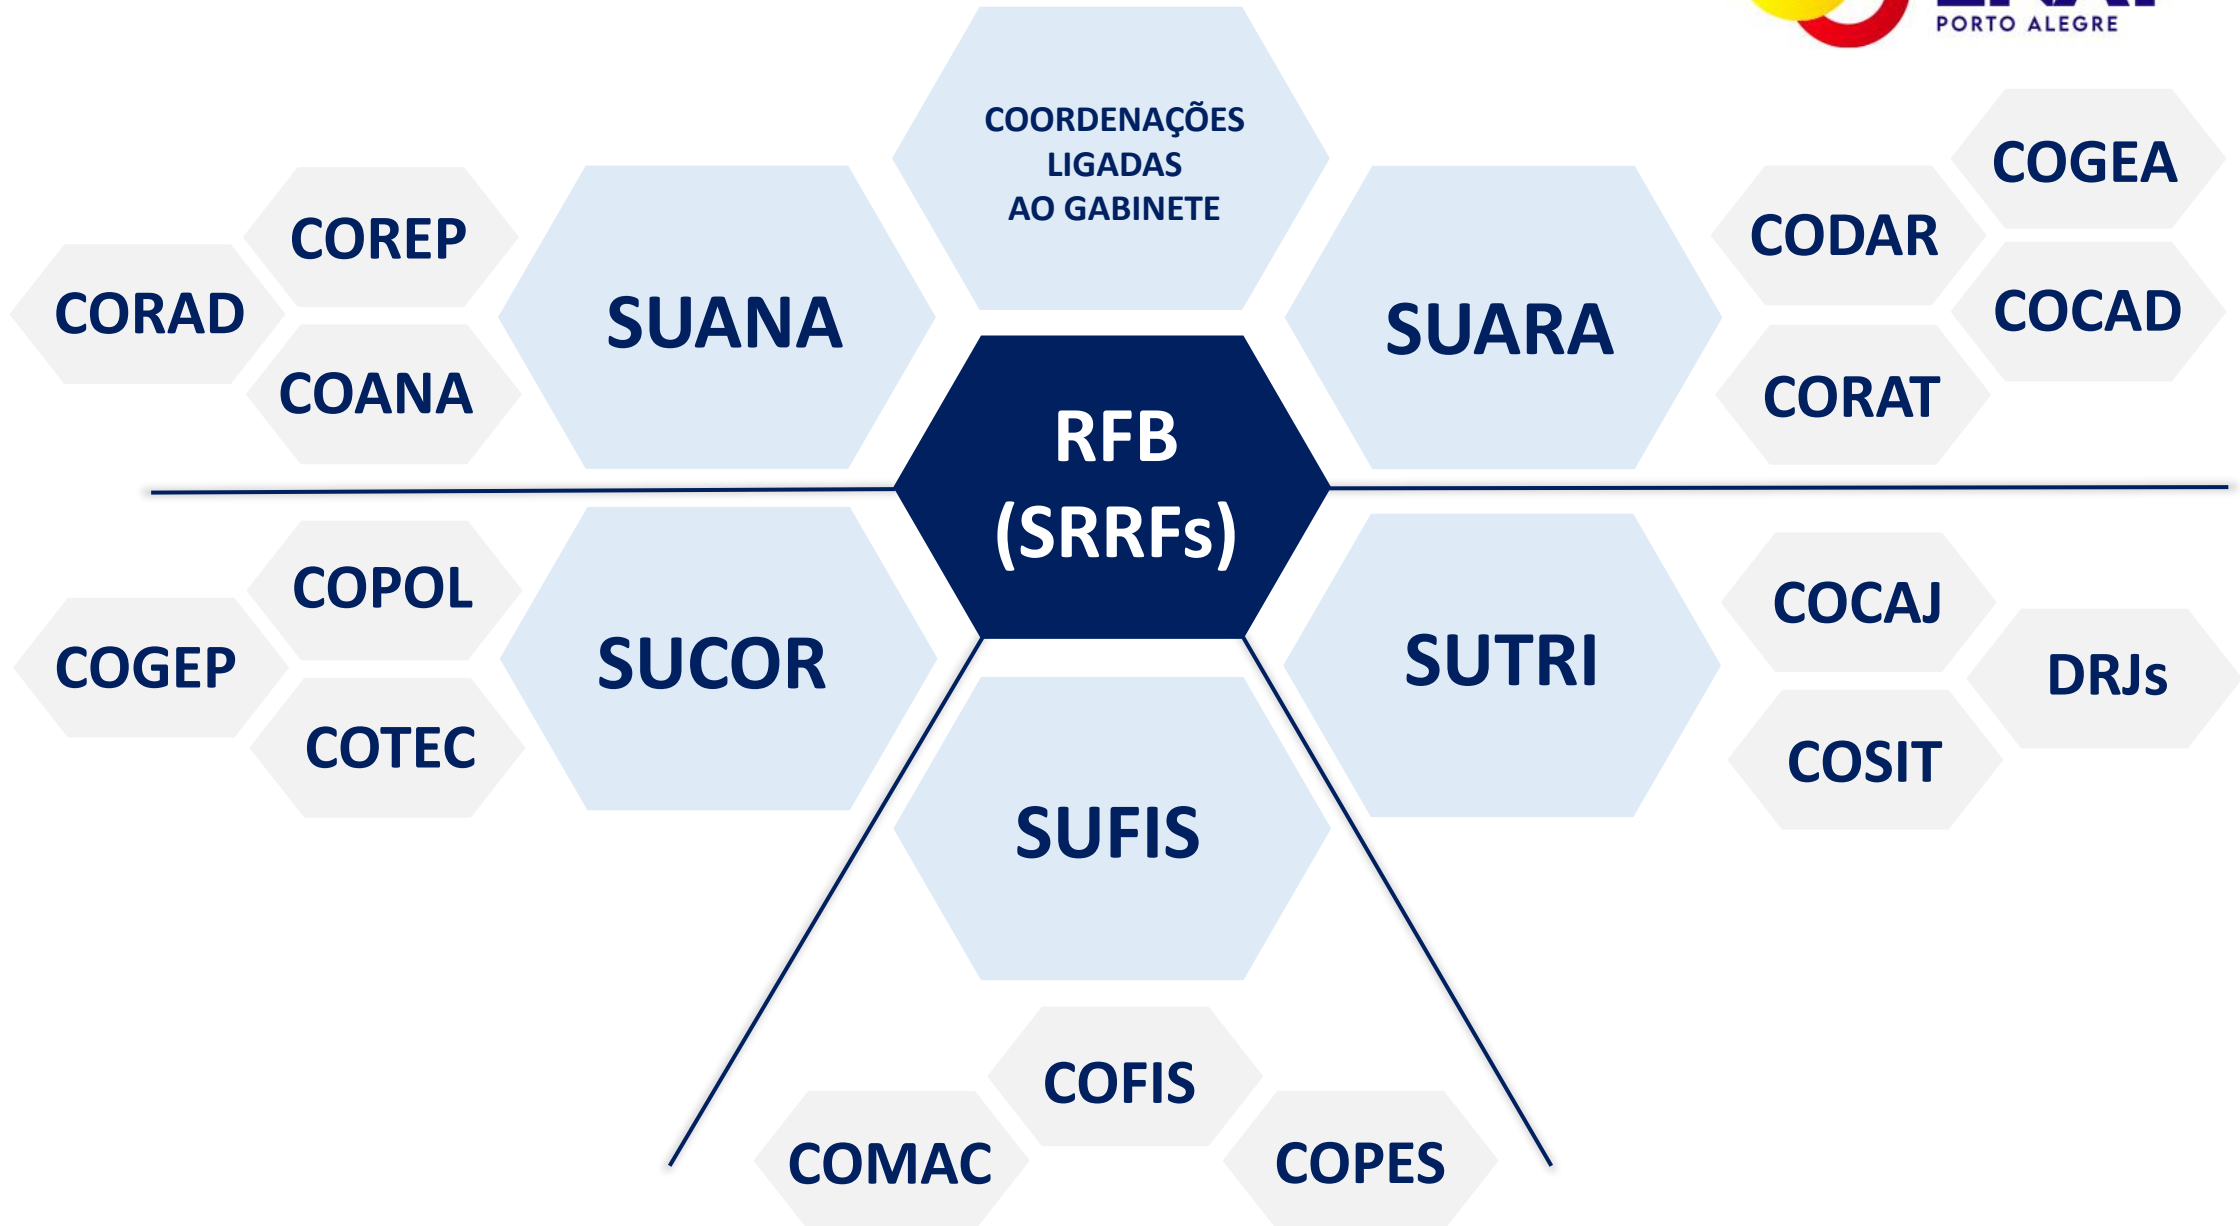 PORTO ALEGRE
COORDENAÇÕES
LIGADAS
AO GABINETE
COREP
CORAD
COANA
SUANA
SUARA
CODAR
COGEA
COCAD
CORAT
RFB
(SRRFs)
COPOL
COGEP
COTEC
SUCOR
SUTRI
COCAJ
DRJs
COSIT
SUFIS
COFIS
COMAC
COPES